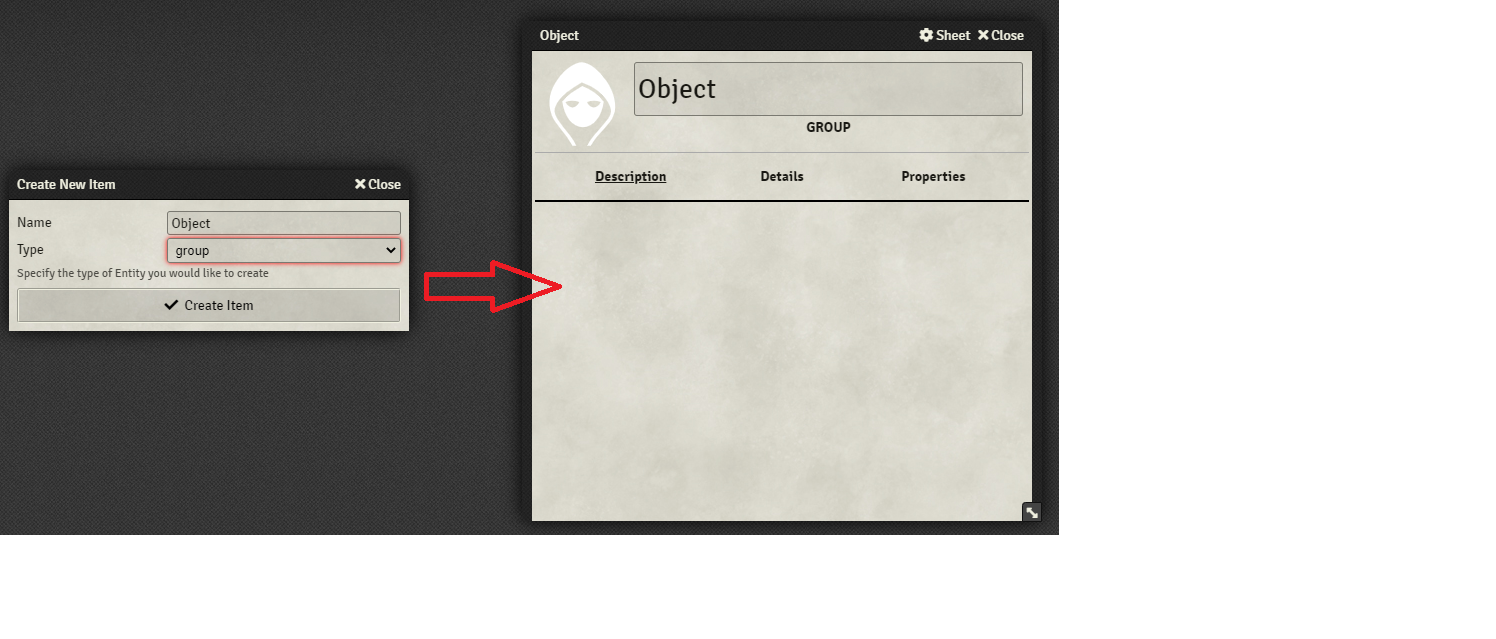 Create New Item
Close
Name
Object
Type
group
Specify the type of Entity you would like to create
Create Item
Object
Sheet
Close
Object
GROUP
Description
Details
Properties